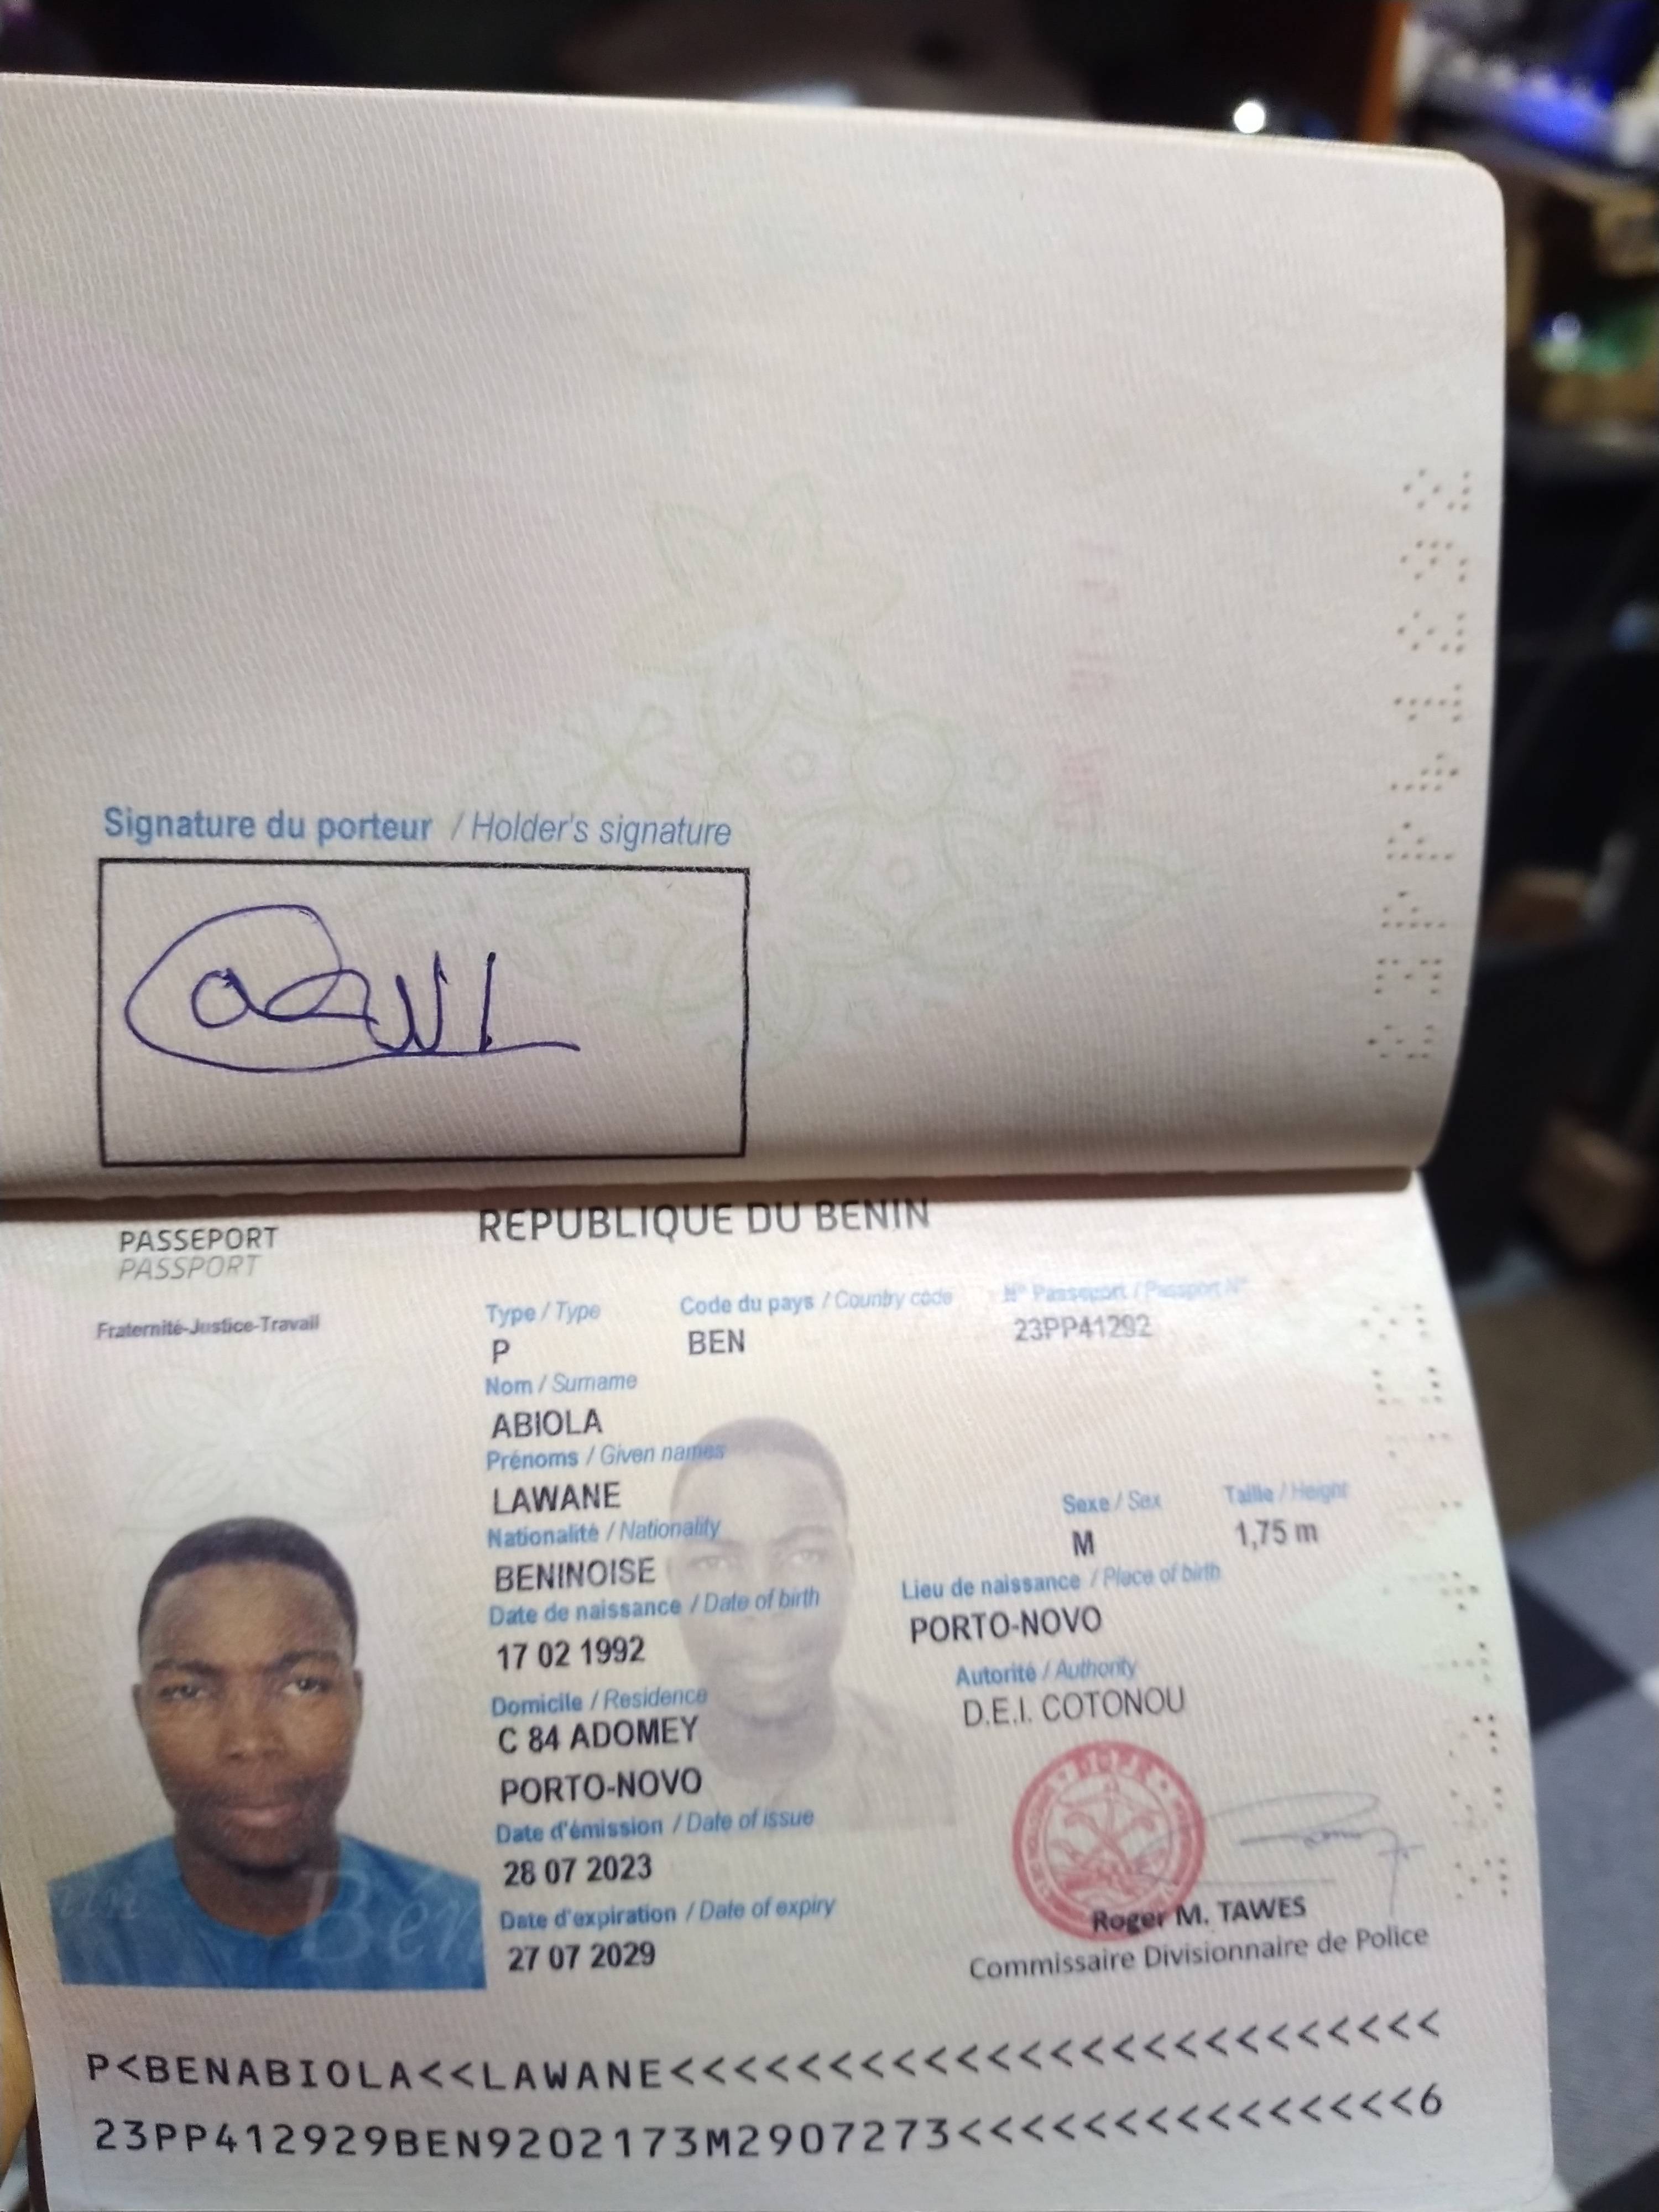 Signature du porteur / Holder's signature
REPUBLIQUE DU BENIN
PASSEPORT
PASSPORT
Fraternité-Justice-Travail
Type / Type
Code du pays / Country code
N° Passeport / Passport N°
P
BEN
23PP41292
Nom / Surname
ABIOLA
Prénoms / Given names
LAWANE
Sexe / Sex
Taille / Height
M
1,75 m
Nationalité / Nationality
BENINOISE
Lieu de naissance / Place of birth
PORTO-NOVO
Date de naissance / Date of birth
17 02 1992
Autorité / Authority
D.E.I. COTONOU
Domicile / Residence
C 84 ADOMEY
PORTO-NOVO
Date d'émission / Date of issue
28 07 2023
Date d'expiration / Date of expiry
27 07 2029
Roger M. TAWES
Commissaire Divisionnaire de Police
Bén
P<BENABIOLA<<LAWANE<<<<<<<<<<<<<<<<<<<<<<<<<
23PP412929BEN9202173M2907273<<<<<<<<<<<<<<<6